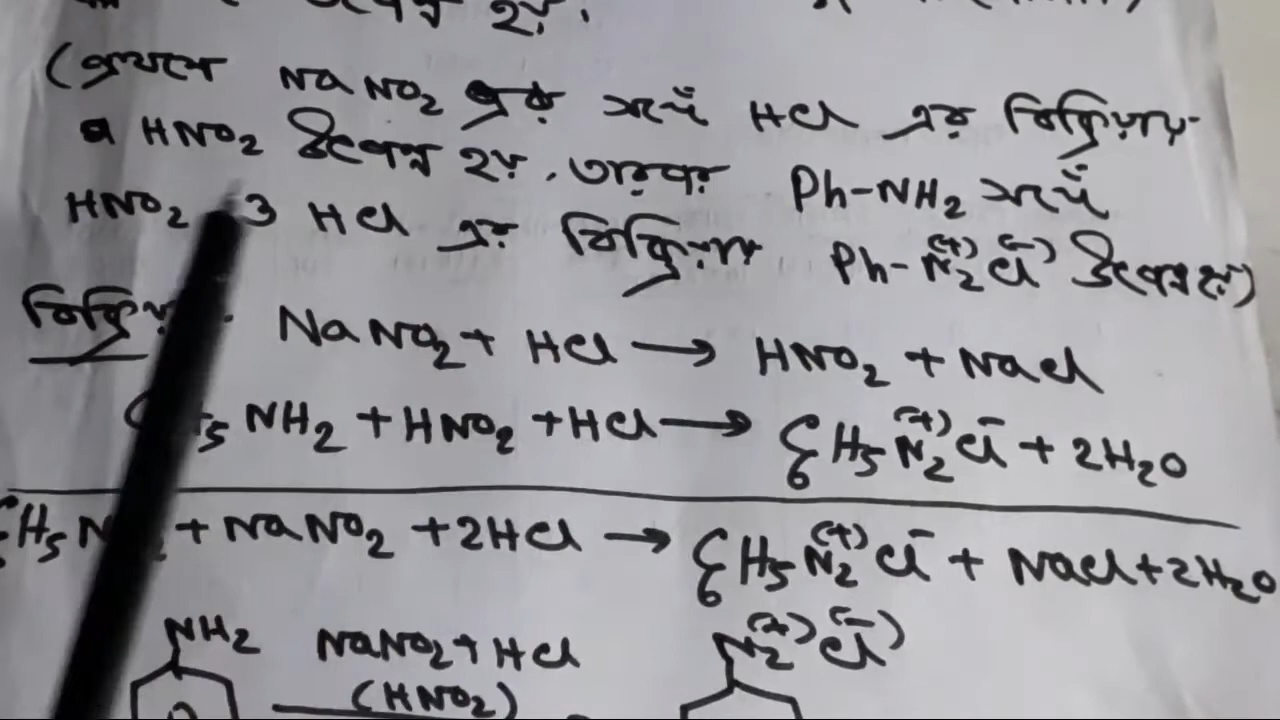 উৎপন্ন হয়.
(প্রথমে NaNO2 এর সাথে HCl এর বিক্রিয়ায়
HNO2 উৎপন্ন হয়, তারপর Ph-NH2 সাথে
HNO2 ও HCl এর বিক্রিয়ায় Ph-N2(+)Cl(-) উৎপন্ন হয়)
NaNO2 + HCl → HNO2 + NaCl
NH2 + HNO2 + HCl → C6H5N2(+)Cl- + 2H2O
+ NaNO2 + 2HCl → C6H5N2(+)Cl- + NaCl + 2H2O
NH2 NaNO2 + HCl N2(+)Cl(-)
(HNO2)